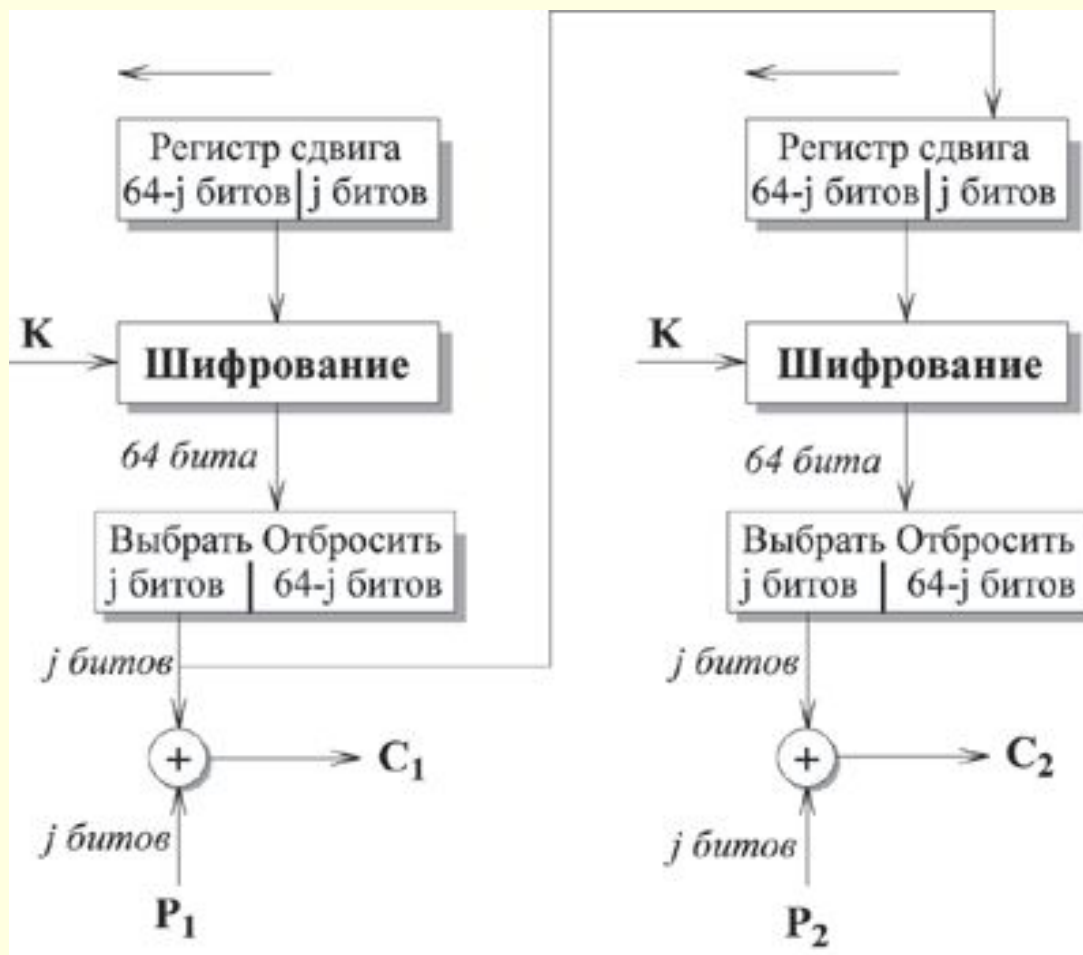 Регистр сдвига
64-j битов | j битов
K
Шифрование
64 бита
Выбрать Отбросить
j битов | 64-j битов
j битов
+
C₁
j битов
P₁
Регистр сдвига
64-j битов | j битов
K
Шифрование
64 бита
Выбрать Отбросить
j битов | 64-j битов
j битов
+
C₂
j битов
P₂